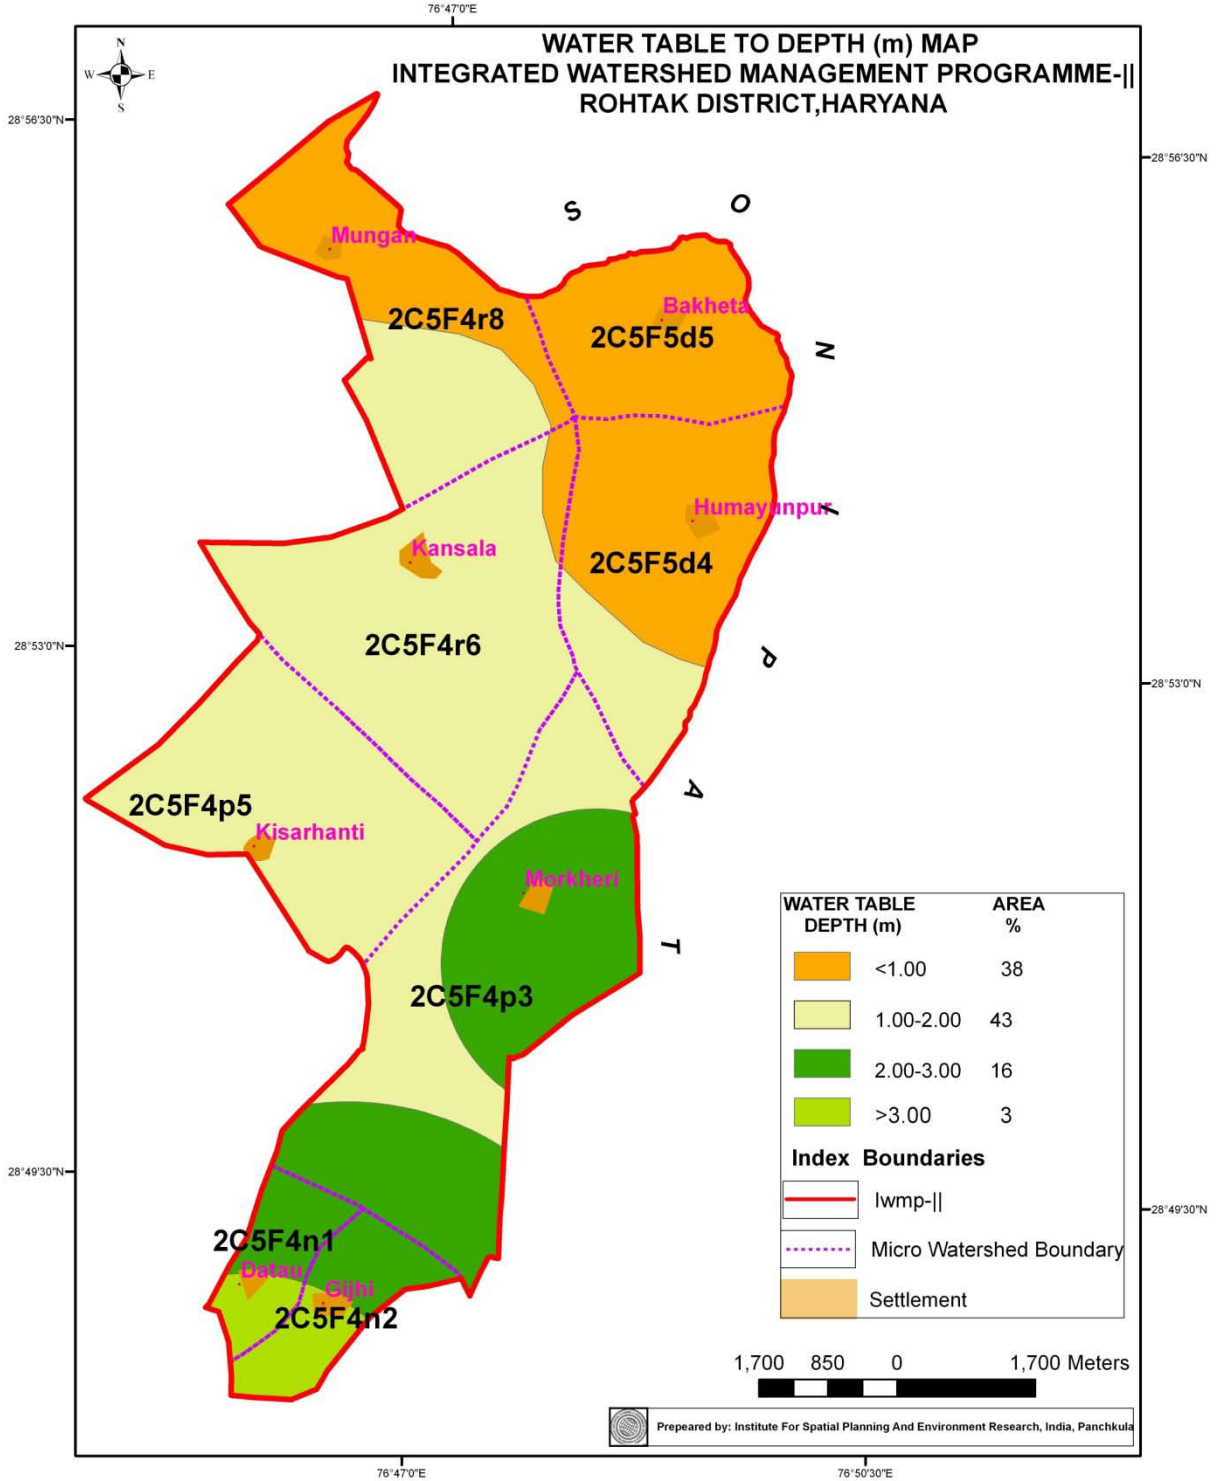 76°47'0"E
WATER TABLE TO DEPTH (m) MAP
INTEGRATED WATERSHED MANAGEMENT PROGRAMME-||
ROHTAK DISTRICT,HARYANA
N
W E
S
28°56'30"N
28°56'30"N
S O N I P A T
Mungan
Bakheta
2C5F4r8
2C5F5d5
Humayunpur
Kansala
2C5F5d4
2C5F4r6
28°53'0"N
28°53'0"N
2C5F4p5
Kisarhanti
Morkheri
2C5F4p3
WATER TABLE AREA
DEPTH (m) %
<1.00 38
1.00-2.00 43
2.00-3.00 16
>3.00 3
Index Boundaries
Iwmp-||
Micro Watershed Boundary
Settlement
28°49'30"N
28°49'30"N
2C5F4n1
Datau
Gijhi
2C5F4n2
1,700 850 0 1,700 Meters
Prepeared by: Institute For Spatial Planning And Environment Research, India, Panchkula
76°47'0"E
76°50'30"E